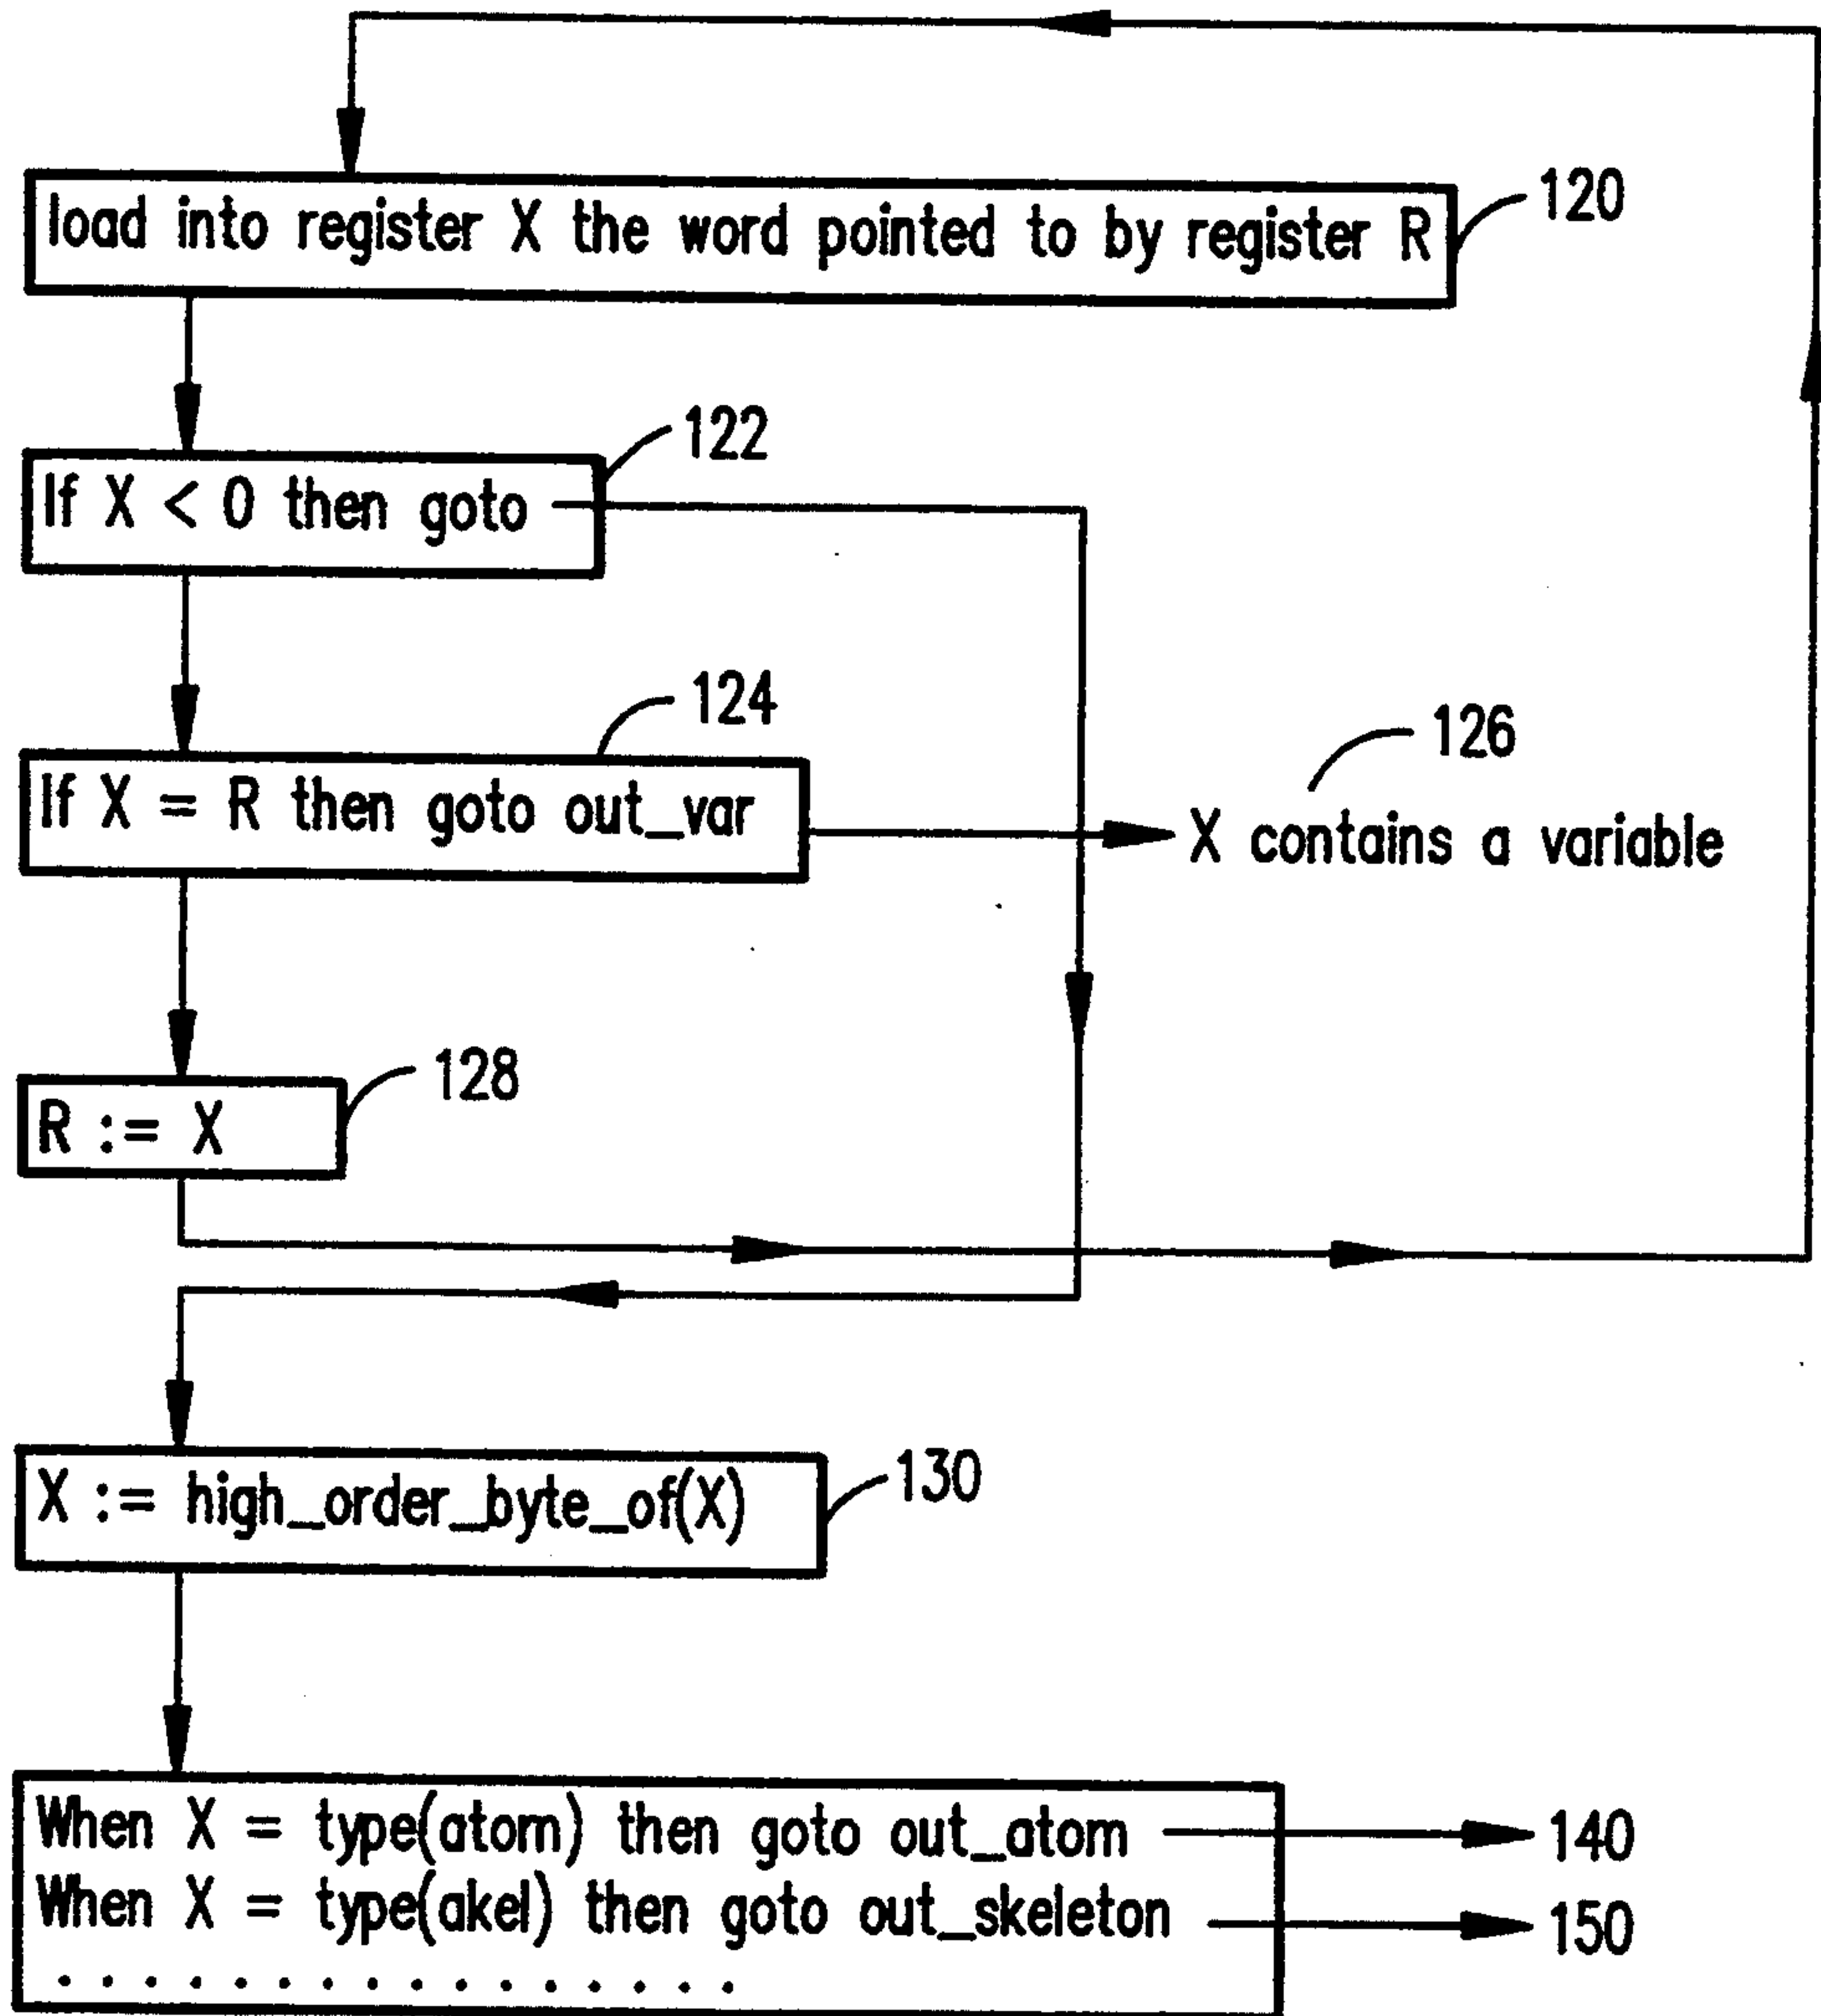 load into register X the word pointed to by register R
120
If X < 0 then goto
122
If X = R then goto out_var
124
126
X contains a variable
R := X
128
X := high_order_byte_of(X)
130
When X = type(atom) then goto out_atom
140
When X = type(akel) then goto out_skeleton
150
. . . . . . . . . . . . . . . .